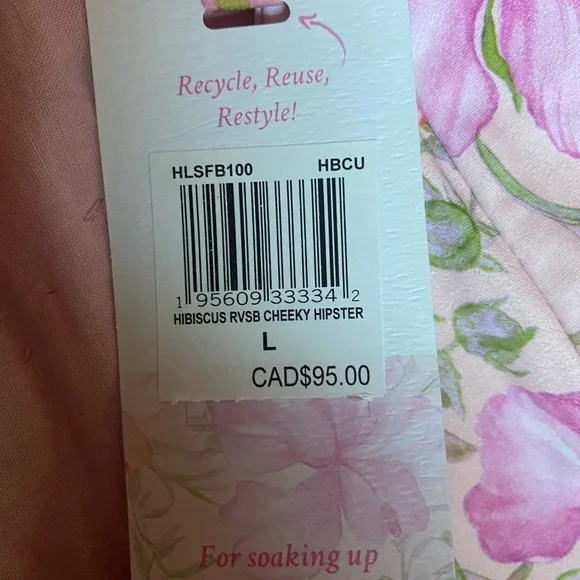 Recycle, Reuse,
Restyle!
HLSFB100 HBCU
1 95609 33334 2
HIBISCUS RVSB CHEEKY HIPSTER
L
CAD$95.00
For soaking up